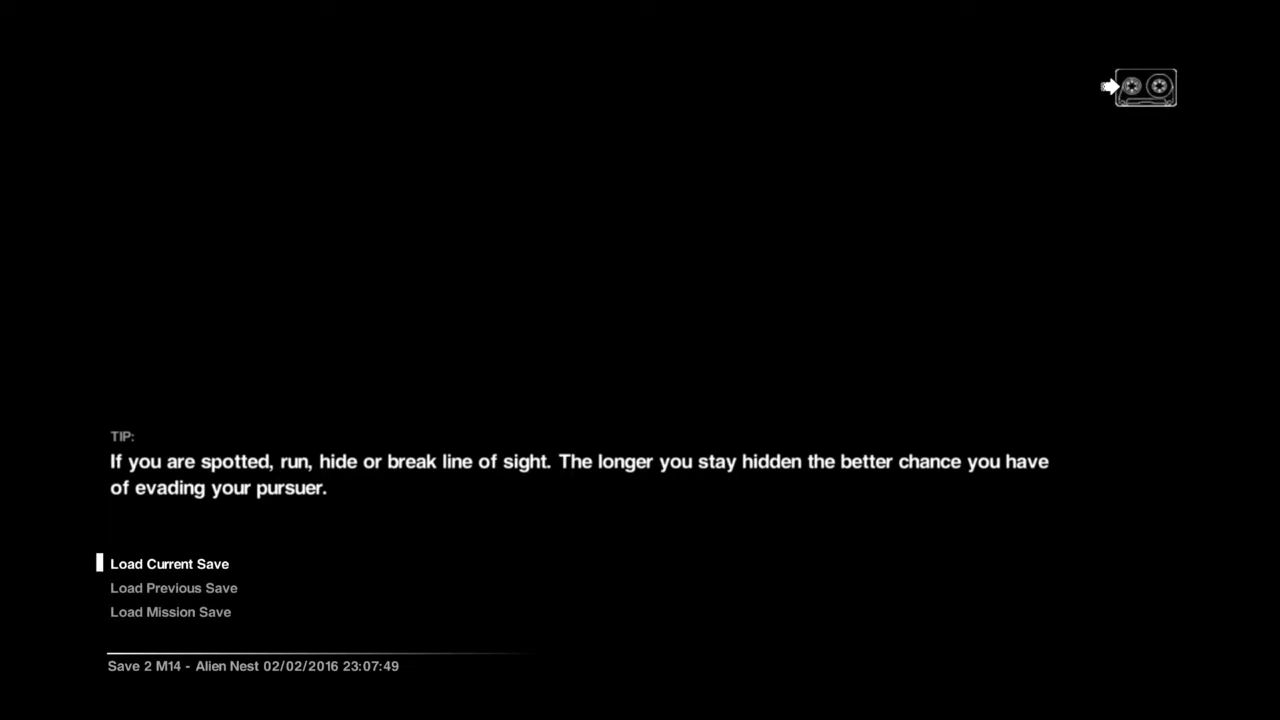 TIP:
If you are spotted, run, hide or break line of sight. The longer you stay hidden the better chance you have
of evading your pursuer.
Load Current Save
Load Previous Save
Load Mission Save
Save 2 M14 - Alien Nest 02/02/2016 23:07:49